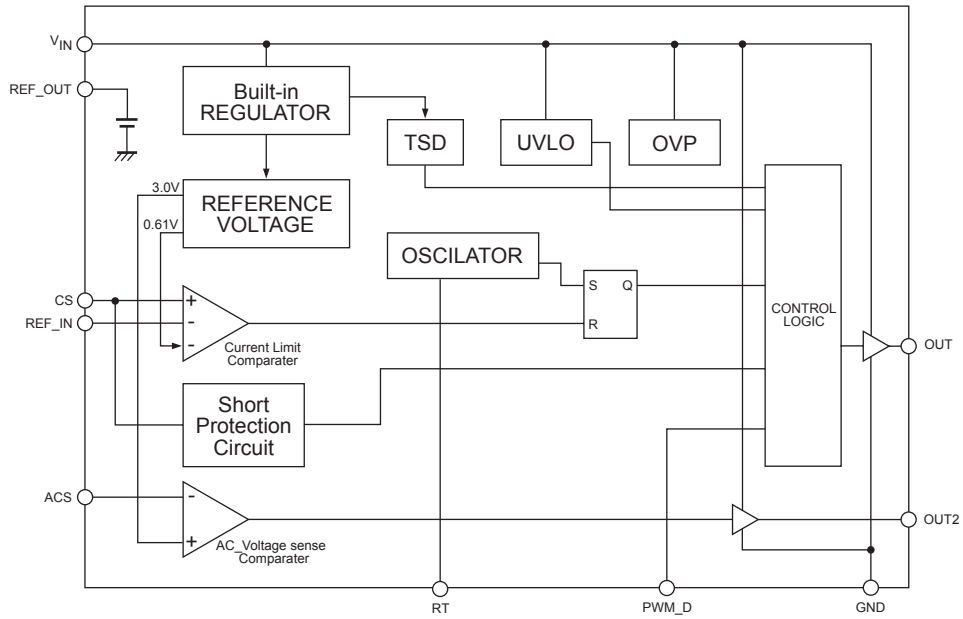 VIN
REF_OUT
Built-in
REGULATOR
TSD
UVLO
OVP
3.0V
REFERENCE
VOLTAGE
0.61V
OSCILATOR
CS
+
S
Q
REF_IN
-
R
-
Current Limit
Comparater
CONTROL
LOGIC
OUT
Short
Protection
Circuit
ACS
-
+
AC_Voltage sense
Comparater
OUT2
RT
PWM_D
GND